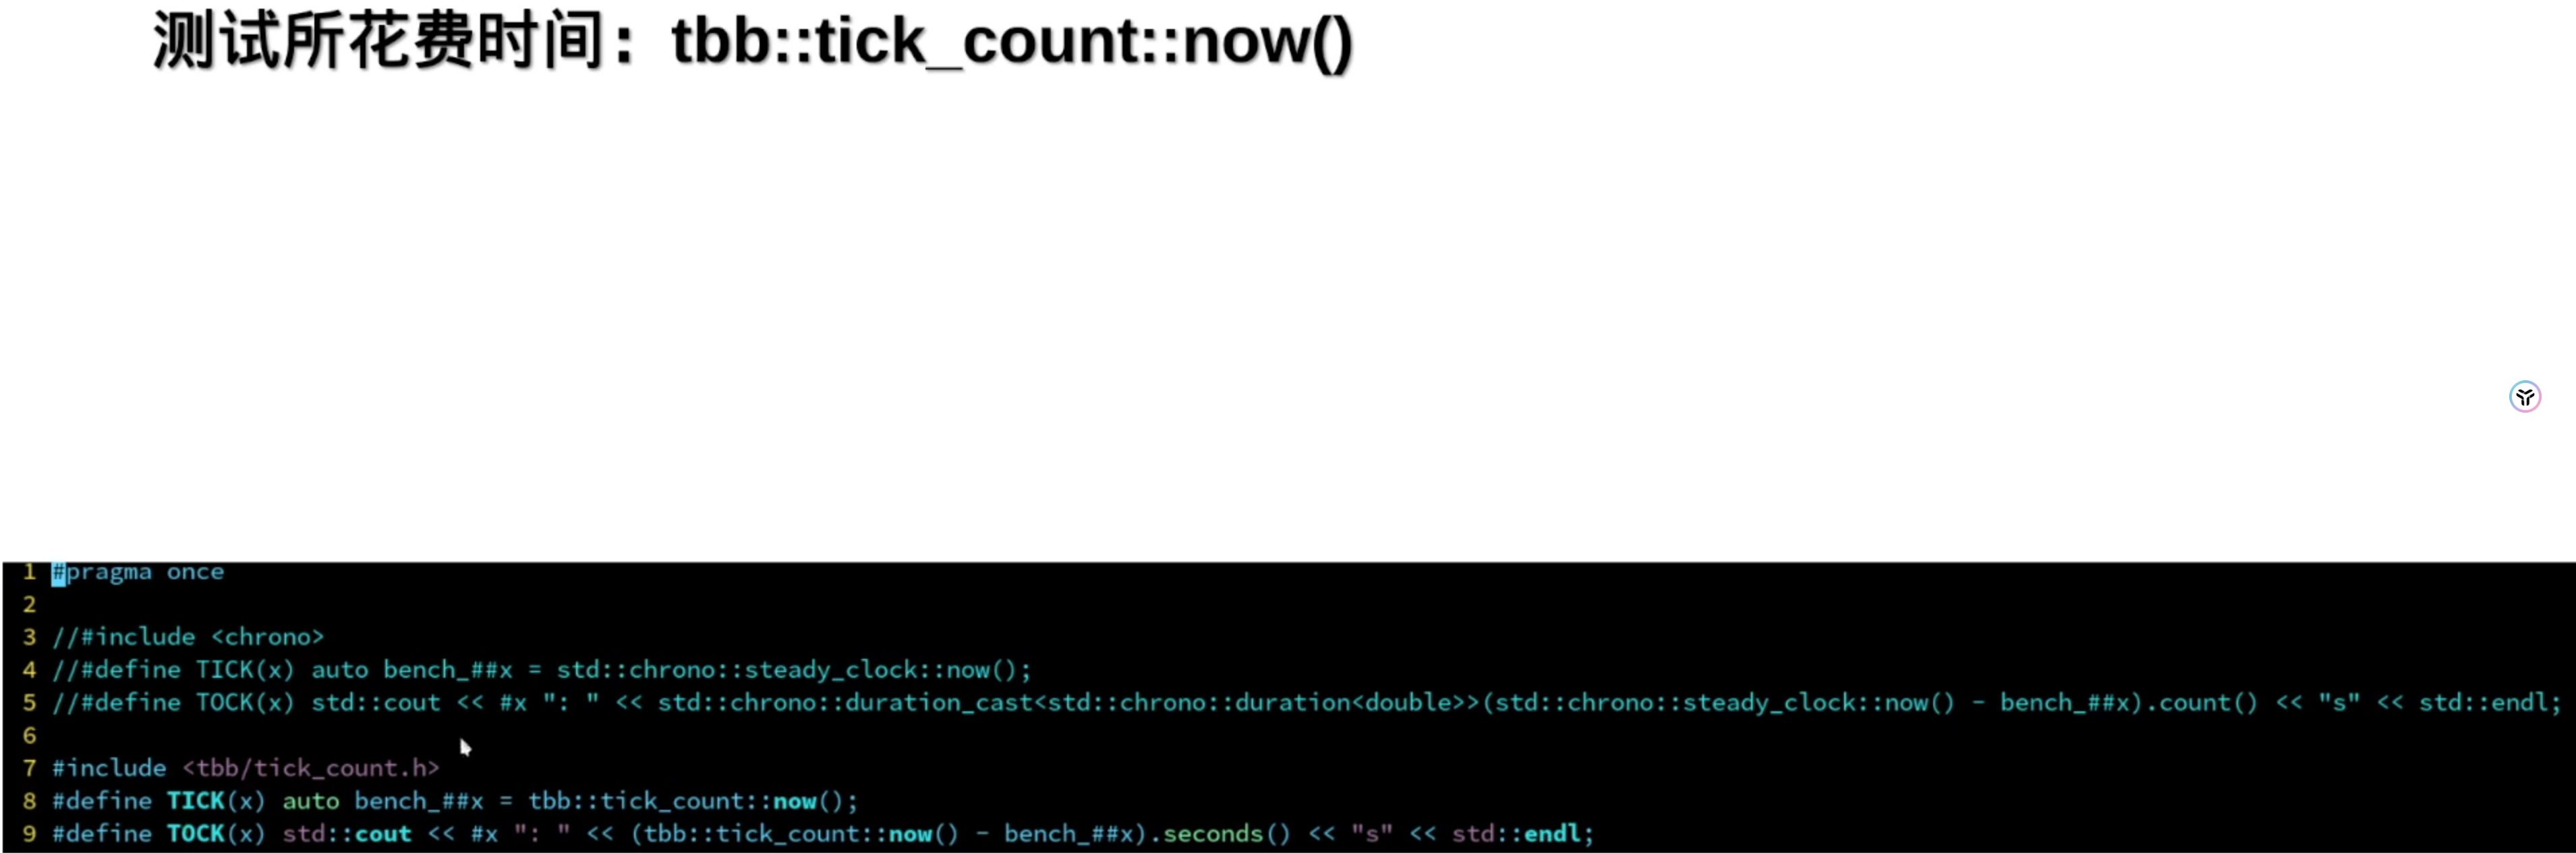 测试所花费时间：tbb::tick_count::now()
1 #pragma once
2
3 //#include <chrono>
4 //#define TICK(x) auto bench_##x = std::chrono::steady_clock::now();
5 //#define TOCK(x) std::cout << #x ": " << std::chrono::duration_cast<std::chrono::duration<double>>(std::chrono::steady_clock::now() - bench_##x).count() << "s" << std::endl;
6
7 #include <tbb/tick_count.h>
8 #define TICK(x) auto bench_##x = tbb::tick_count::now();
9 #define TOCK(x) std::cout << #x ": " << (tbb::tick_count::now() - bench_##x).seconds() << "s" << std::endl;